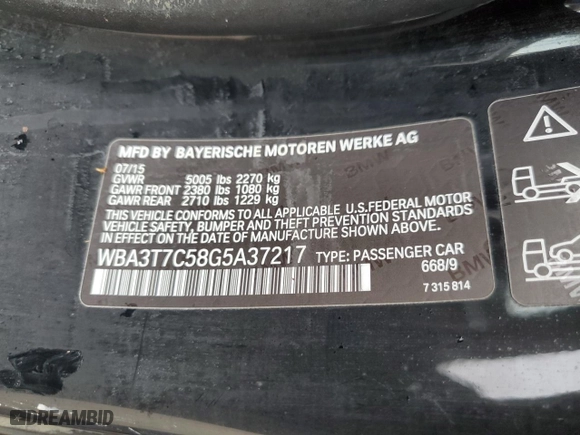 MFD BY BAYERISCHE MOTOREN WERKE AG
07/15
GVWR 5005 lbs 2270 kg
GAWR FRONT 2380 lbs 1080 kg
GAWR REAR 2710 lbs 1229 kg
THIS VEHICLE CONFORMS TO ALL APPLICABLE U.S.FEDERAL MOTOR
VEHICLE SAFETY, BUMPER AND THEFT PREVENTION STANDARDS
IN EFFECT ON THE DATE OF MANUFACTURE SHOWN ABOVE.
WBA3T7C58G5A37217 TYPE: PASSENGER CAR
668/9
7 315 814
DREAMBID